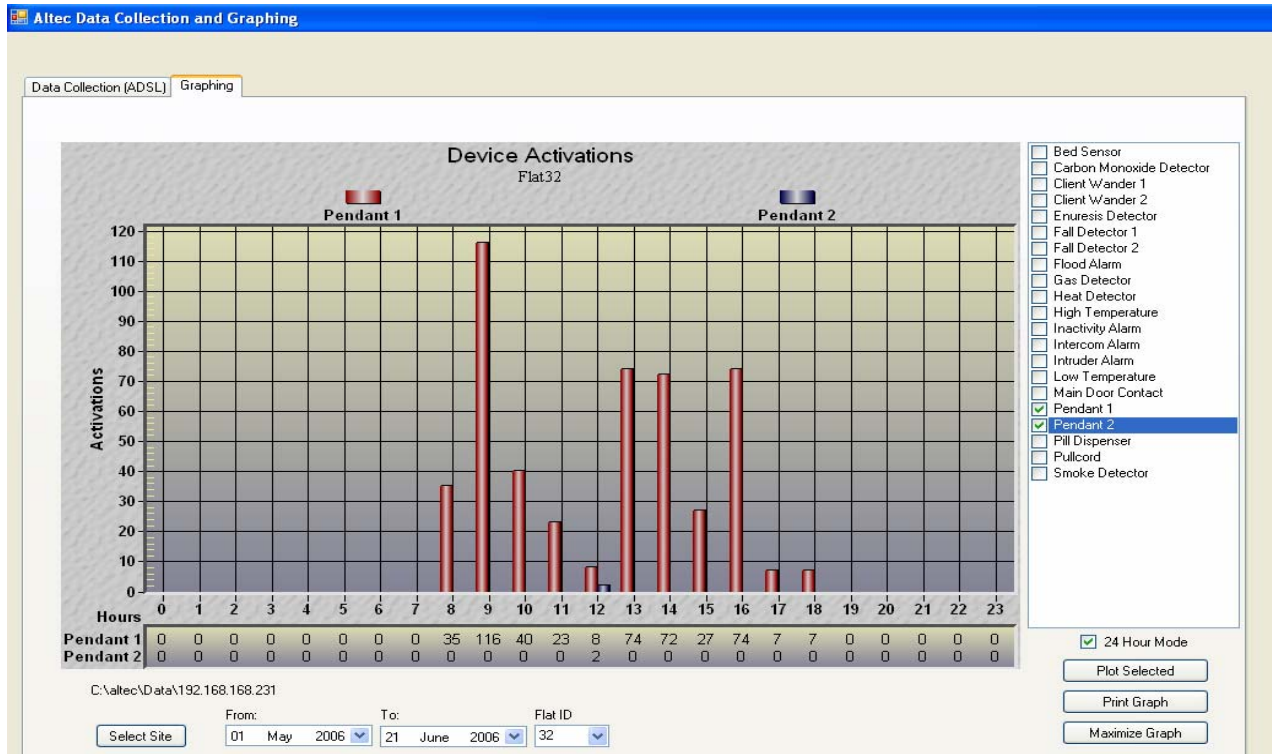 Altec Data Collection and Graphing
Data Collection (ADSL) Graphing
Device Activations
Flat32
Pendant 1 Pendant 2
120
110
100
90
80
70
60
50
40
30
20
10
0
Activations
Hours 0 1 2 3 4 5 6 7 8 9 10 11 12 13 14 15 16 17 18 19 20 21 22 23
Pendant 1 0 0 0 0 0 0 0 0 35 116 40 23 8 74 72 27 74 7 7 0 0 0 0 0
Pendant 2 0 0 0 0 0 0 0 0 0 0 0 0 2 0 0 0 0 0 0 0 0 0 0 0
Bed Sensor
Carbon Monoxide Detector
Client Wander 1
Client Wander 2
Enuresis Detector
Fall Detector 1
Fall Detector 2
Flood Alarm
Gas Detector
Heat Detector
High Temperature
Inactivity Alarm
Intercom Alarm
Intruder Alarm
Low Temperature
Main Door Contact
Pendant 1
Pendant 2
Pill Dispenser
Pullcord
Smoke Detector
24 Hour Mode
Plot Selected
Print Graph
Maximize Graph
C:\altec\Data\192.168.168.231
From: To: Flat ID
Select Site 01 May 2006 21 June 2006 32